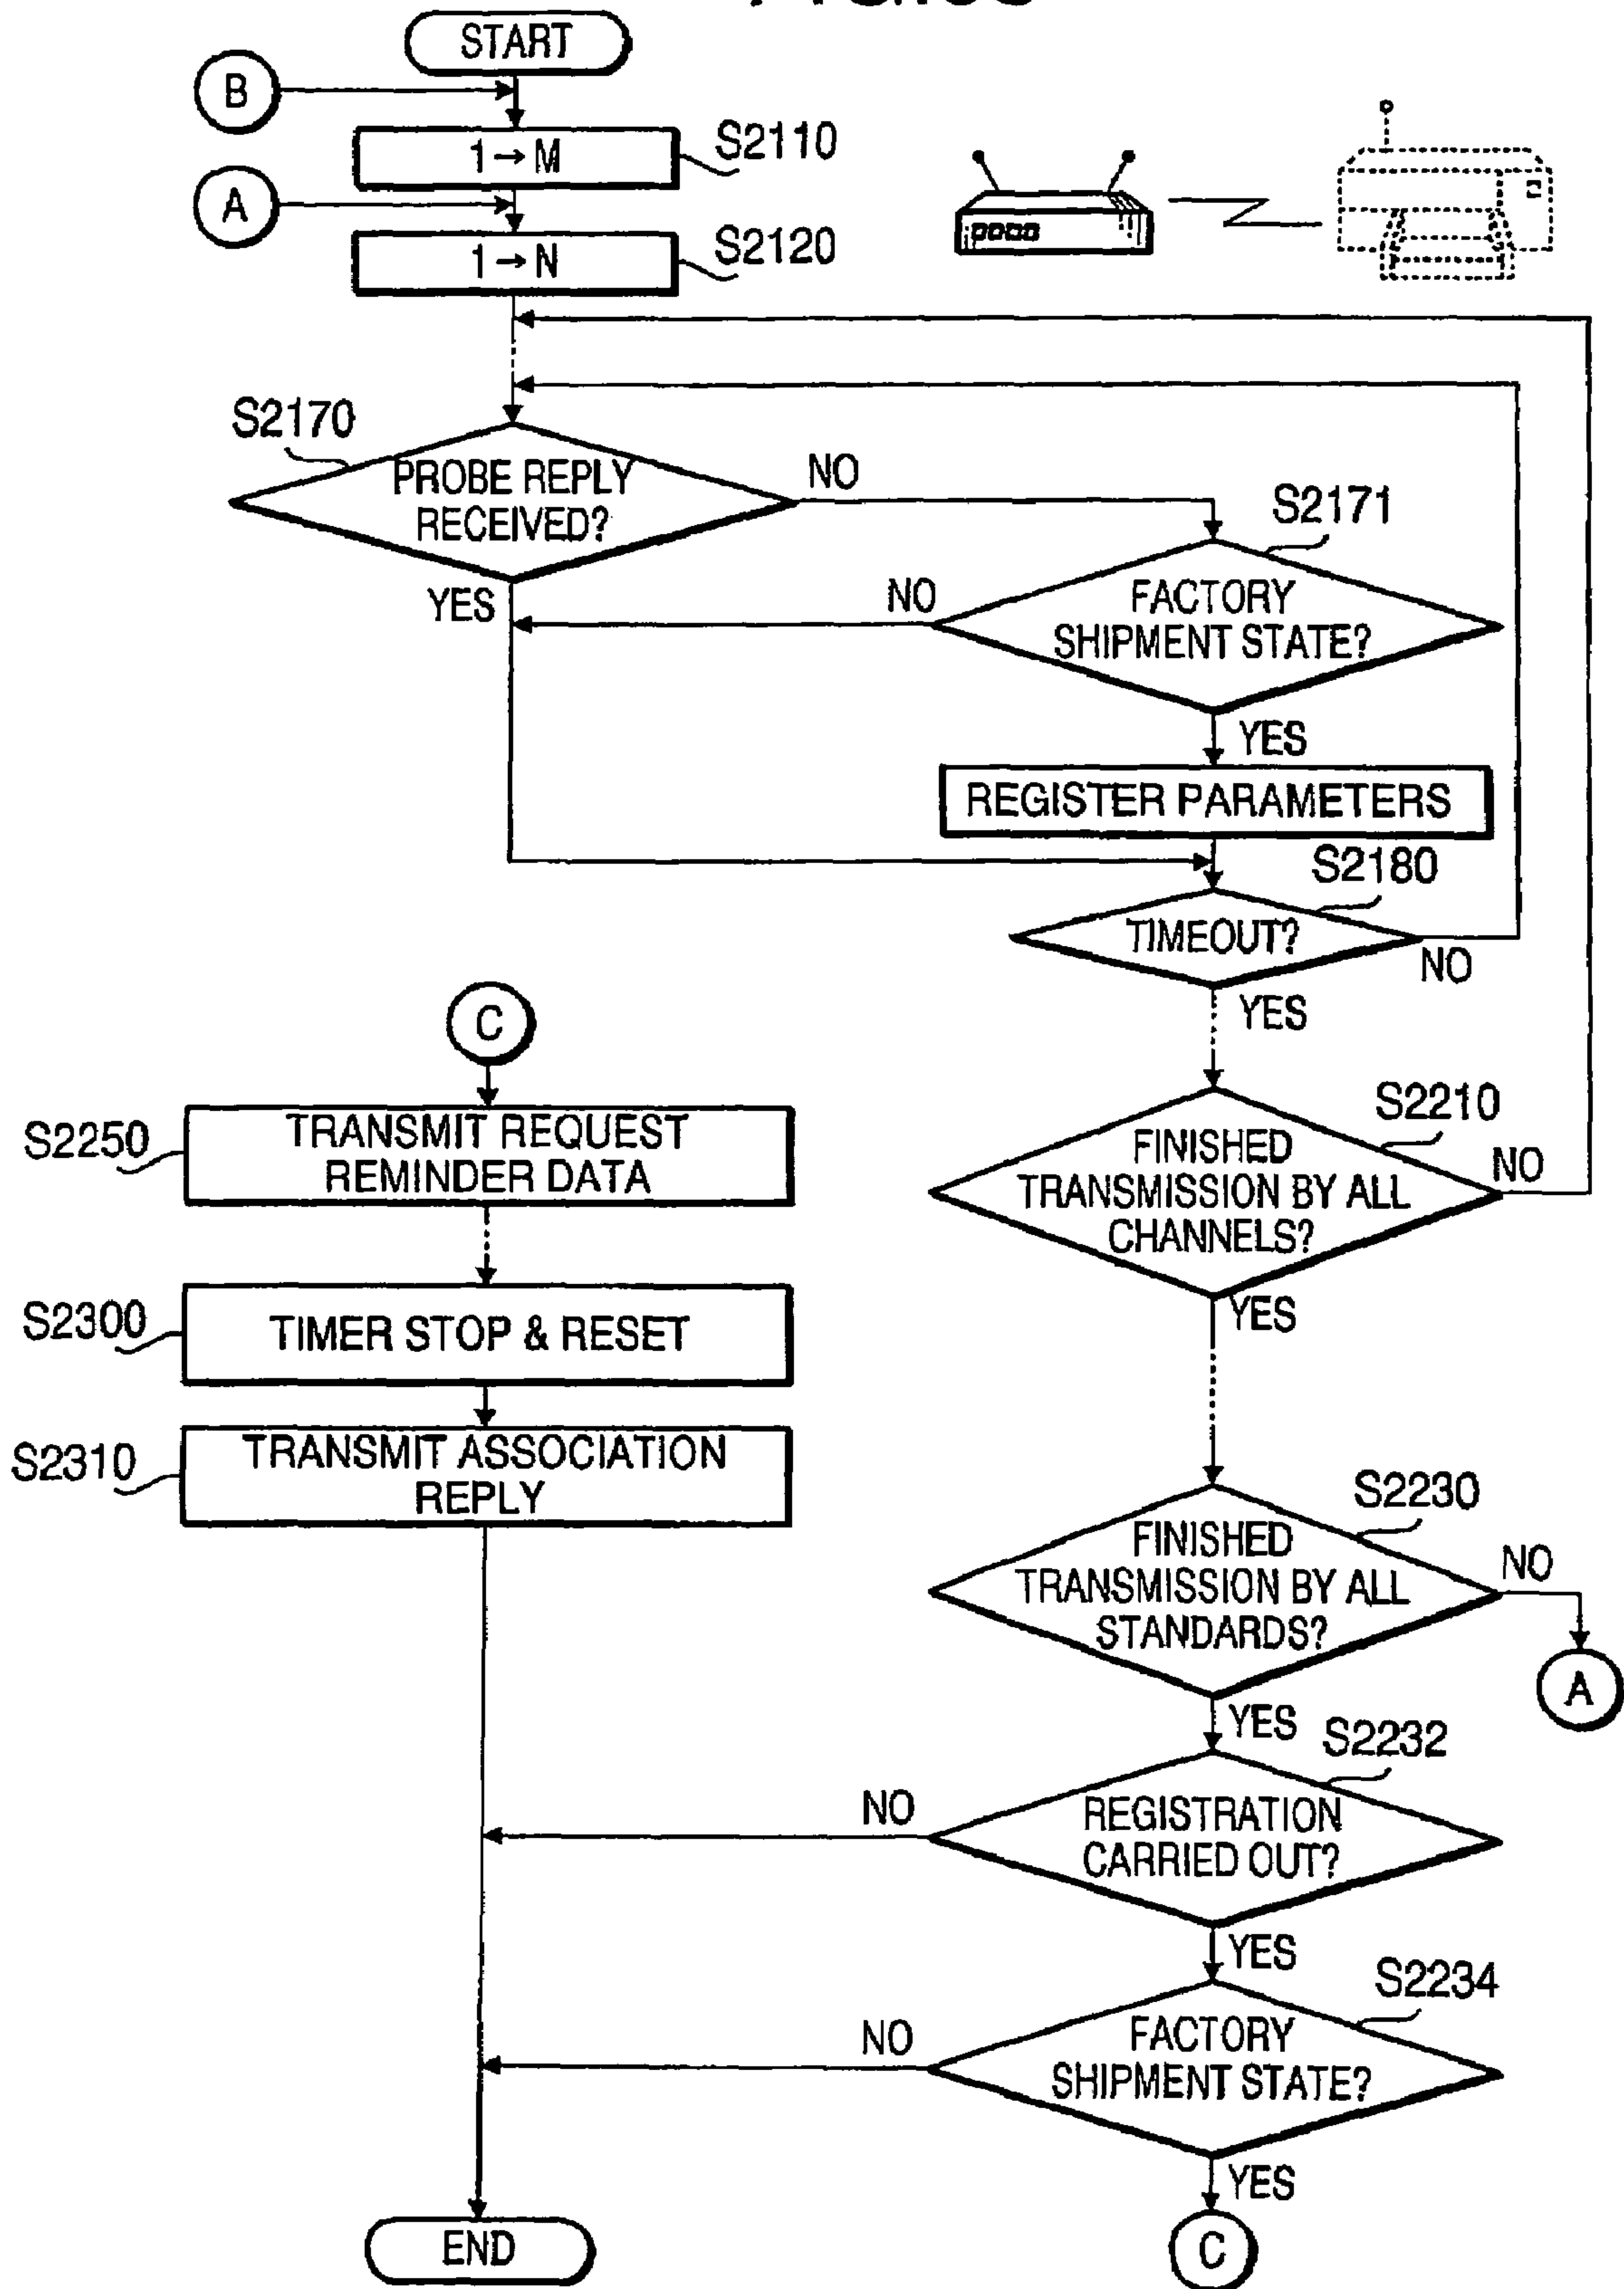 START
B
1→M
S2110
A
1→N
S2120
S2170
PROBE REPLY
RECEIVED?
NO
YES
S2171
FACTORY
SHIPMENT STATE?
NO
YES
REGISTER PARAMETERS
S2180
TIMEOUT?
NO
YES
C
S2250
TRANSMIT REQUEST
REMINDER DATA
S2210
FINISHED
TRANSMISSION BY ALL
CHANNELS?
NO
YES
S2300
TIMER STOP & RESET
S2310
TRANSMIT ASSOCIATION
REPLY
S2230
FINISHED
TRANSMISSION BY ALL
STANDARDS?
NO
A
YES
S2232
REGISTRATION
CARRIED OUT?
NO
YES
S2234
FACTORY
SHIPMENT STATE?
NO
YES
END
C